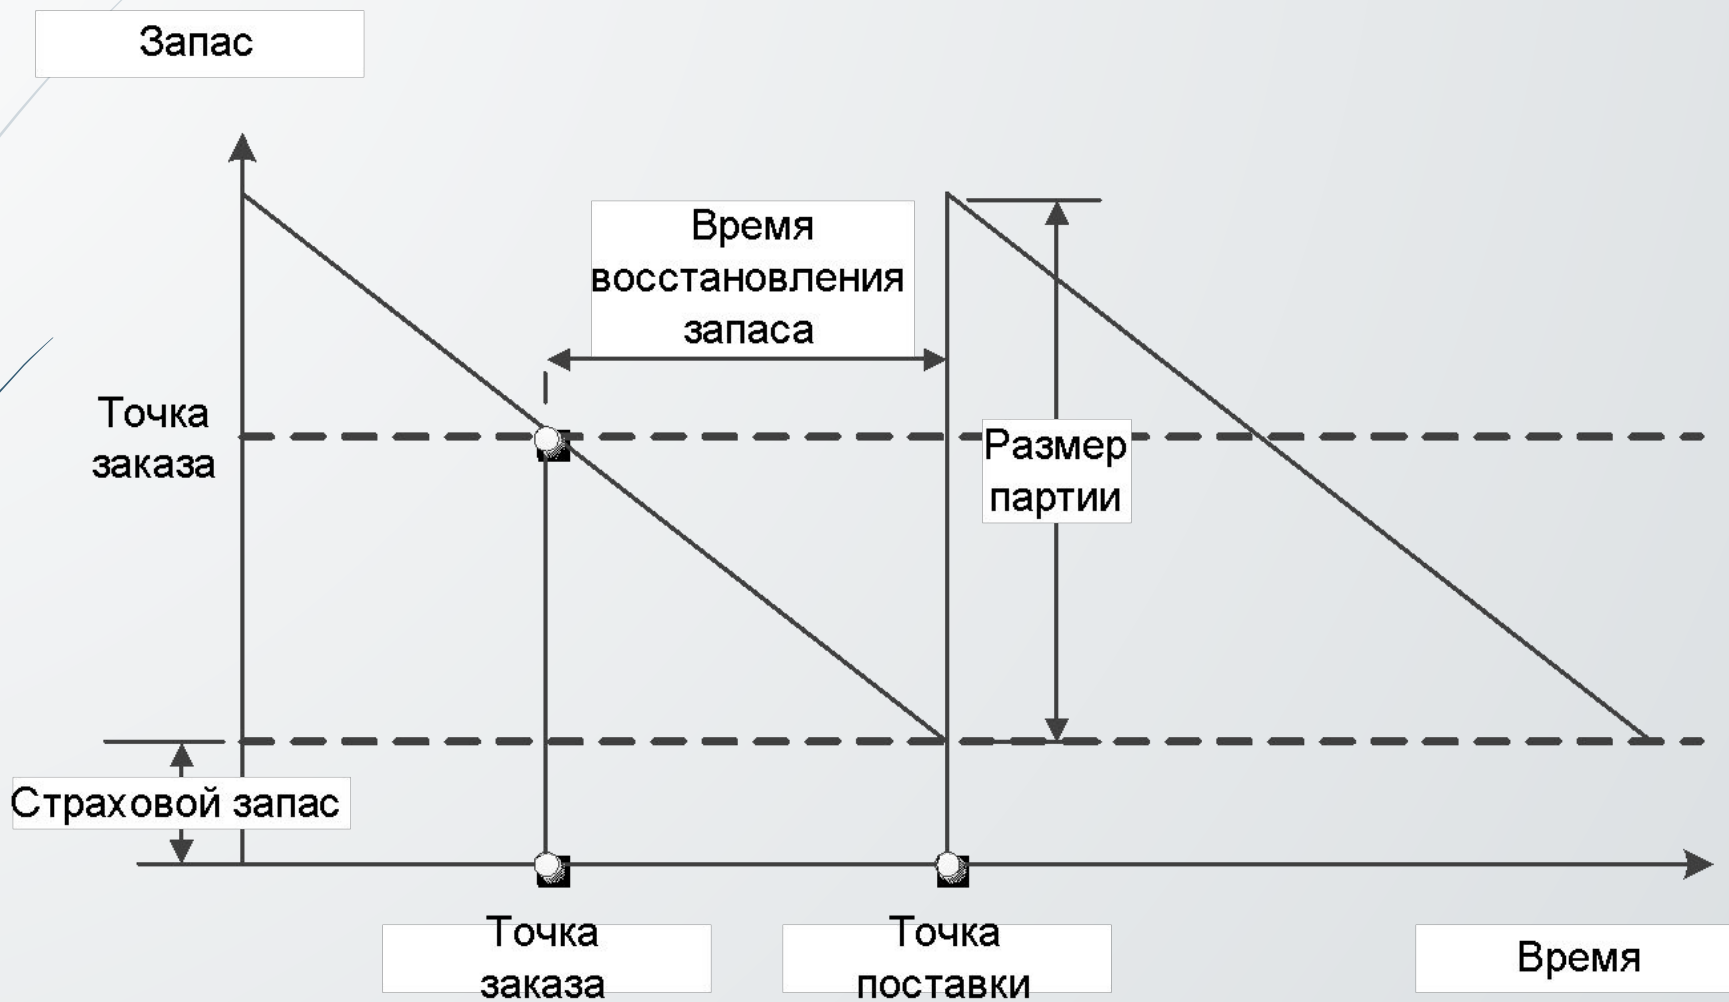 Запас
Время
восстановления
запаса
Точка
заказа
Размер
партии
Страховой запас
Точка
заказа
Точка
поставки
Время